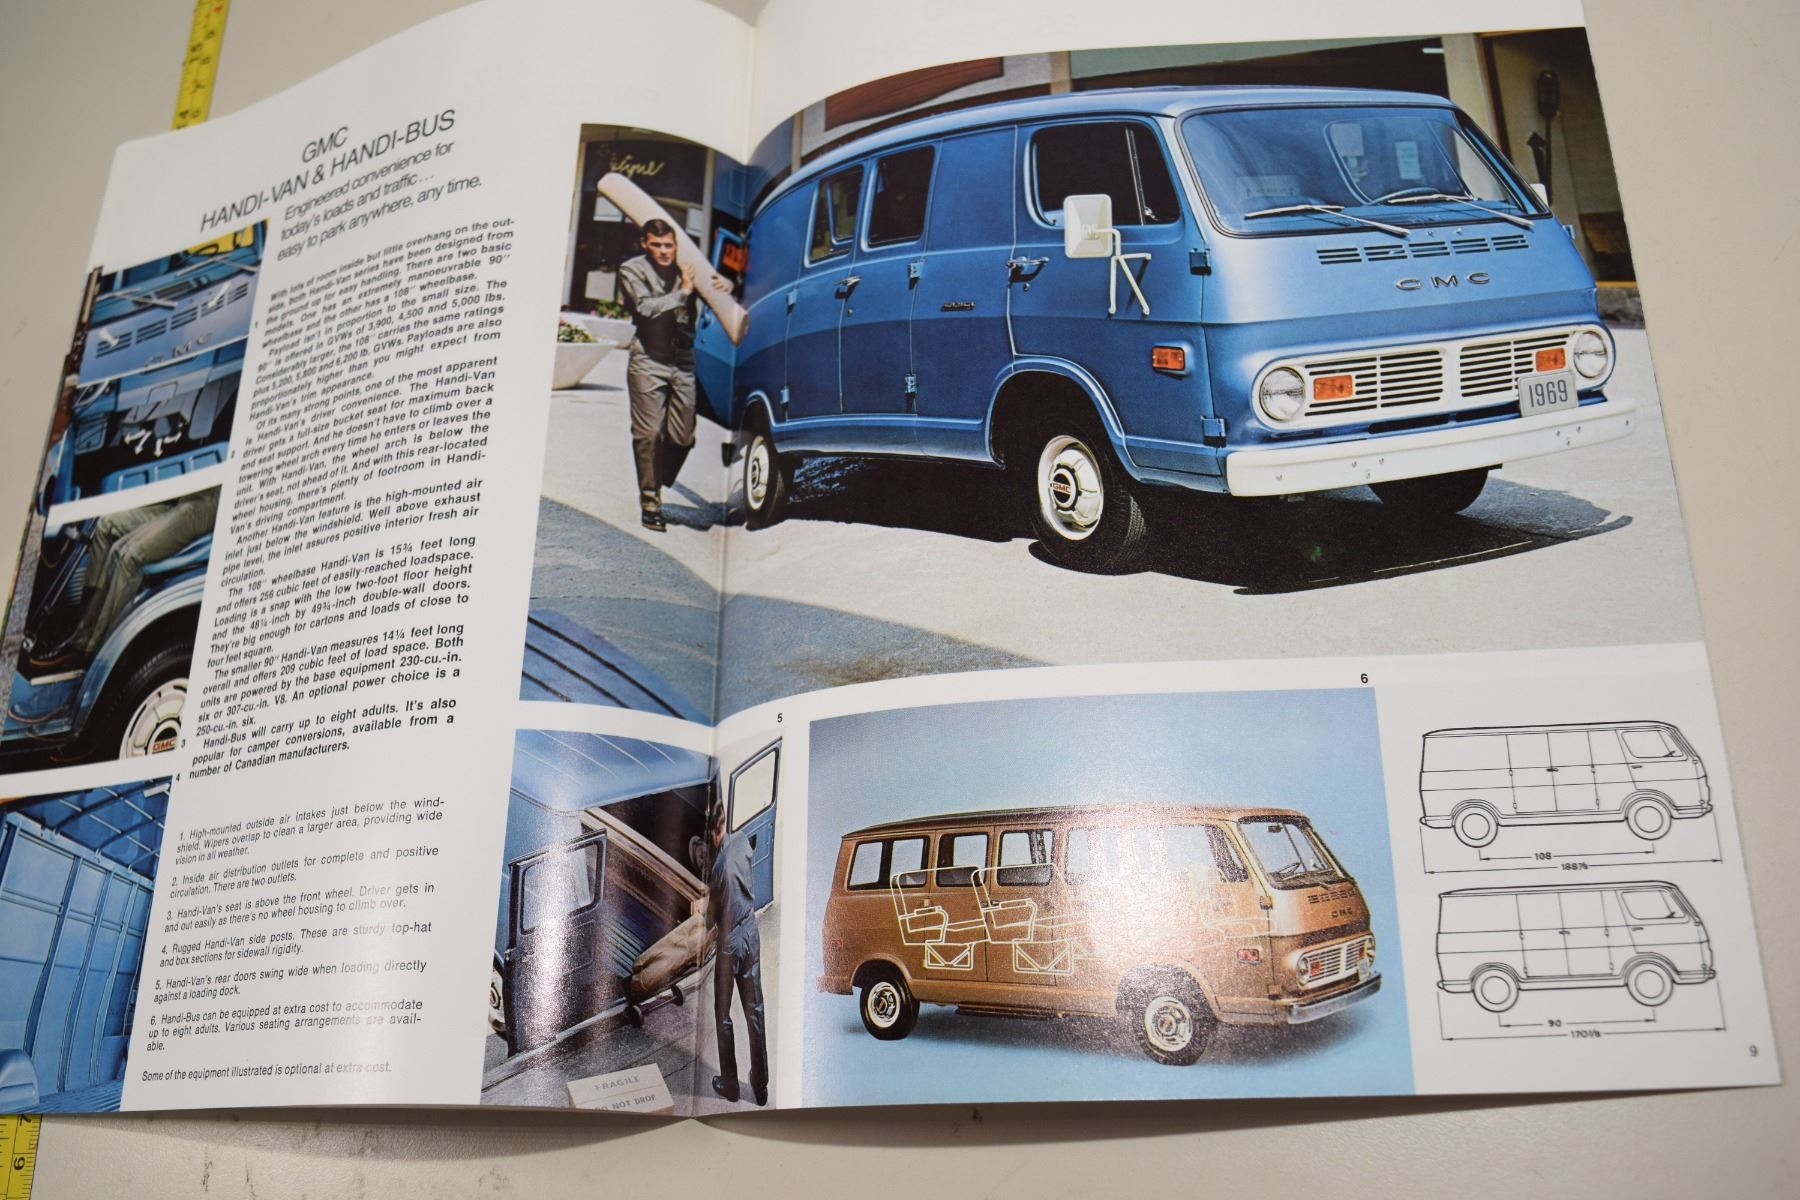 GMC
HANDI-VAN & HANDI-BUS
Engineered convenience for
today's loads and traffic...
easy to park anywhere, any time.
With lots of room inside but little overhang on the out-
side, both Handi-Van series have been designed from
the ground up for easy handling. There are two basic
models. One has an extremely manoeuvrable 90"
wheelbase and the other has a 108" wheelbase.
Payload isn't in proportion to the small size. The
90" is offered in GVWs of 3,900, 4,500 and 5,000 lbs.
Considerably larger, the 108" carries the same ratings
plus 5,200, 5,800 and 6,200 lb. GVWs. Payloads are also
proportionately higher than you might expect from
Handi-Van's trim appearance.
Of its many strong points, one of the most apparent
is Handi-Van's driver convenience. The Handi-Van
driver gets a full-size bucket seat for maximum back
and seat support. And he doesn't have to climb over a
towering wheel arch every time he enters or leaves the
unit. With Handi-Van, the wheel arch is below the
driver's seat, not ahead of it. And with this rear-located
wheel housing, there's plenty of footroom in Handi-
Van's driving compartment.
Another Handi-Van feature is the high-mounted air
inlet just below the windshield. Well above exhaust
pipe level, the inlet assures positive interior fresh air
circulation.
The 108" wheelbase Handi-Van is 15¾ feet long
and offers 256 cubic feet of easily-reached loadspace.
Loading is a snap with the low two-foot floor height
and the 48¼-inch by 49¾-inch double-wall doors.
They're big enough for cartons and loads of close to
four feet square.
The smaller 90" Handi-Van measures 14¼ feet long
overall and offers 209 cubic feet of load space. Both
units are powered by the base equipment 230-cu.-in.
six or 307-cu.-in. V8. An optional power choice is a
250-cu.-in. six.
Handi-Bus will carry up to eight adults. It's also
popular for camper conversions, available from a
number of Canadian manufacturers.
1. High-mounted outside air intakes just below the wind-
shield. Wipers overlap to clean a larger area, providing wide
vision in all weather.
2. Inside air distribution outlets for complete and positive
circulation. There are two outlets.
3. Handi-Van's seat is above the front wheel. Driver gets in
and out easily as there's no wheel housing to climb over.
4. Rugged Handi-Van side posts. These are sturdy top-hat
and box sections for sidewall rigidity.
5. Handi-Van's rear doors swing wide when loading directly
against a loading dock.
6. Handi-Bus can be equipped at extra cost to accommodate
up to eight adults. Various seating arrangements are avail-
able.
Some of the equipment illustrated is optional at extra cost.
1
2
3
4
5
6
GMC
GMC
1969
GMC
GMC
GMC
GMC
FRAGILE
DO NOT DROP
108
188⅞
90
170⅞
9